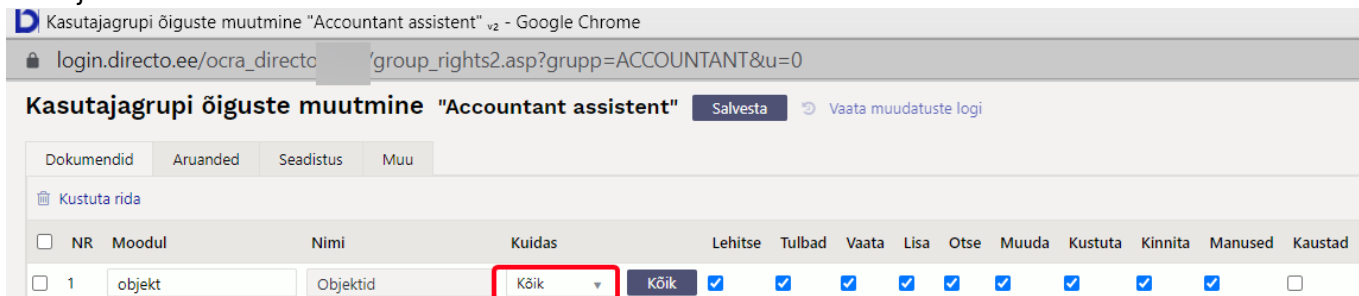 Kasutajagrupi õiguste muutmine "Accountant assistent" v2 - Google Chrome
login.directo.ee/ocra_directo /group_rights2.asp?grupp=ACCOUNTANT&u=0
Kasutajagrupi õiguste muutmine "Accountant assistent" Salvesta Vaata muudatuste logi
Dokumendid Aruanded Seadistus Muu
Kustuta rida
NR Moodul Nimi Kuidas Lehitse Tulbad Vaata Lisa Otse Muuda Kustuta Kinnita Manused Kaustad
1 objekt Objektid Kõik Kõik